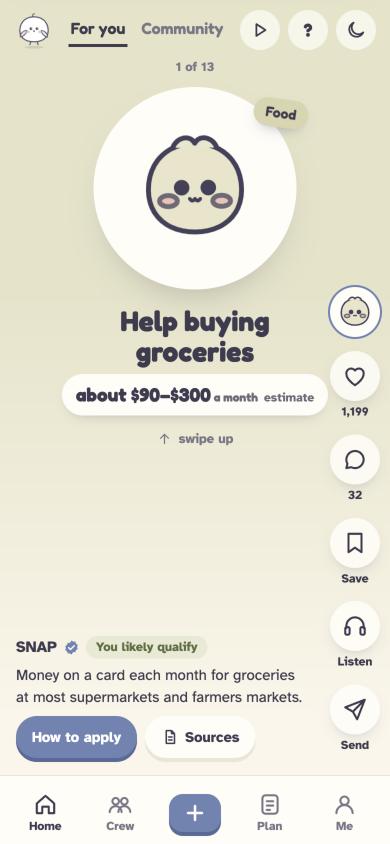 For you
Community
?
1 of 13
Food
Help buying
groceries
about $90–$300 a month estimate
↑ swipe up
1,199
32
Save
Listen
Send
SNAP
You likely qualify
Money on a card each month for groceries
at most supermarkets and farmers markets.
How to apply
Sources
Home
Crew
+
Plan
Me